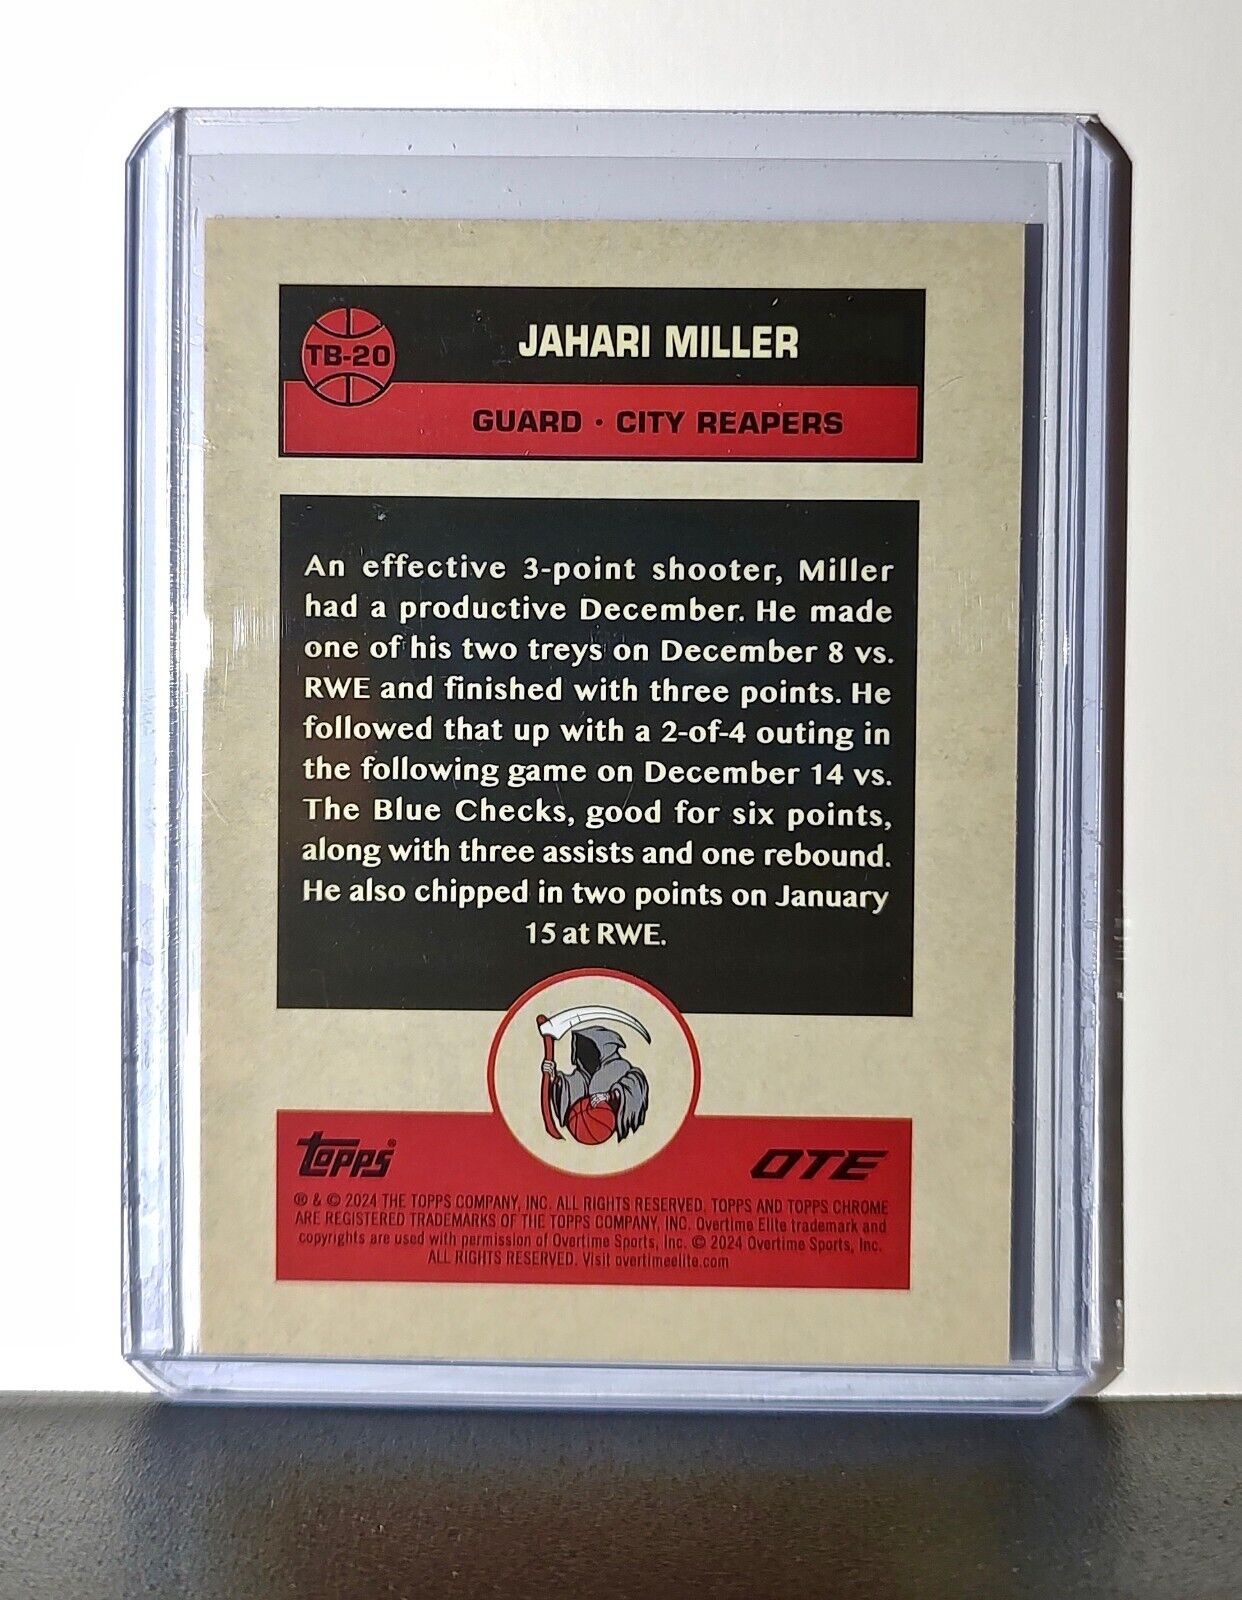 TB-20
JAHARI MILLER
GUARD · CITY REAPERS
An effective 3-point shooter, Miller
had a productive December. He made
one of his two treys on December 8 vs.
RWE and finished with three points. He
followed that up with a 2-of-4 outing in
the following game on December 14 vs.
The Blue Checks, good for six points,
along with three assists and one rebound.
He also chipped in two points on January
15 at RWE.
Topps®
OTE
® & © 2024 THE TOPPS COMPANY, INC. ALL RIGHTS RESERVED. TOPPS AND TOPPS CHROME
ARE REGISTERED TRADEMARKS OF THE TOPPS COMPANY, INC. Overtime Elite trademark and
copyrights are used with permission of Overtime Sports, Inc. © 2024 Overtime Sports, Inc.
ALL RIGHTS RESERVED. Visit overtimeelite.com